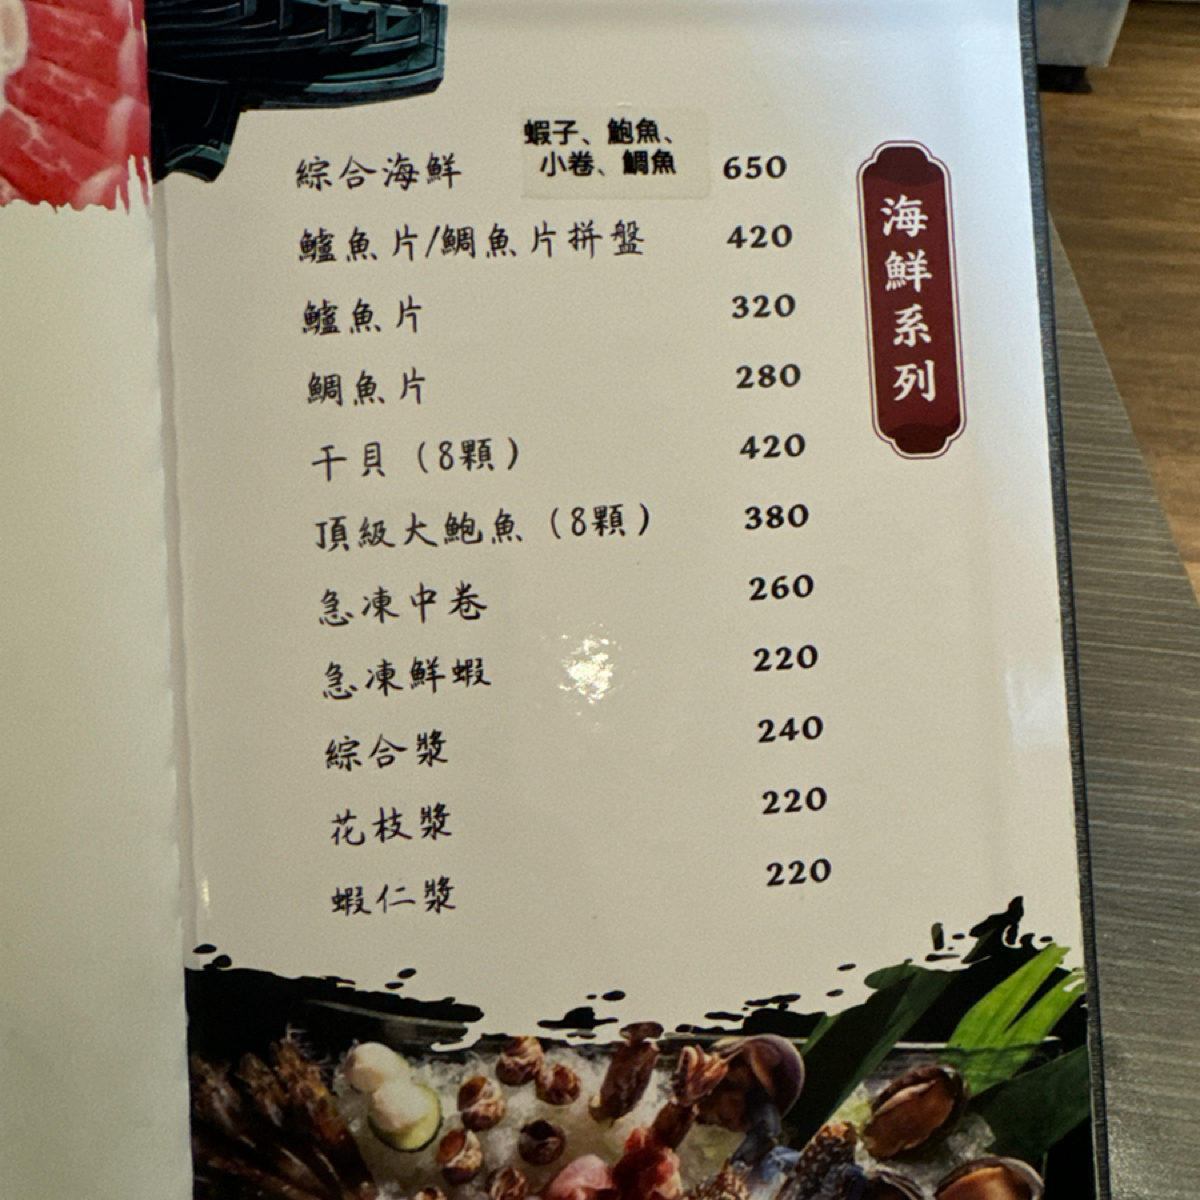 綜合海鮮 蝦子、鮑魚、小卷、鯛魚 650
鱸魚片/鯛魚片拼盤 420
鱸魚片 320
鯛魚片 280
干貝（8顆） 420
頂級大鮑魚（8顆） 380
急凍中卷 260
急凍鮮蝦 220
綜合漿 240
花枝漿 220
蝦仁漿 220
海鮮系列